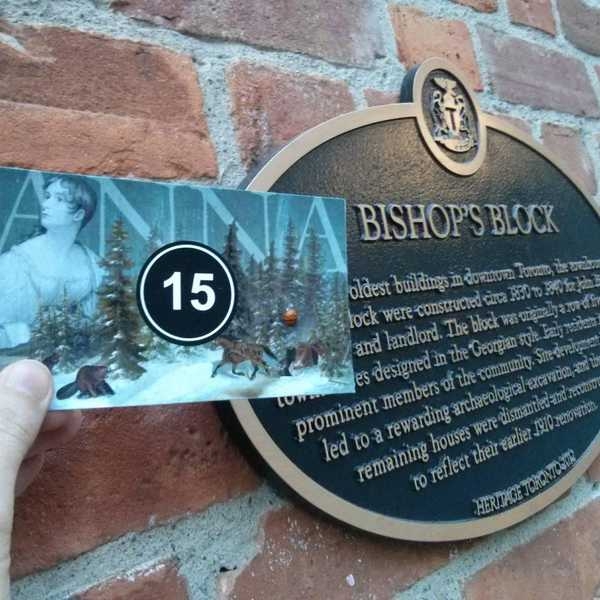 ANNA
15
BISHOP'S BLOCK
oldest buildings in downtown Toronto, the
lock were constructed circa 1830 to
and landlord. The block was originally a row of
designed in the Georgian style. Early residents
prominent members of the community. Site development
led to a rewarding archaeological excavation, and the
remaining houses were dismantled and
to reflect their earlier 1910 renovation.
HERITAGE TORONTO